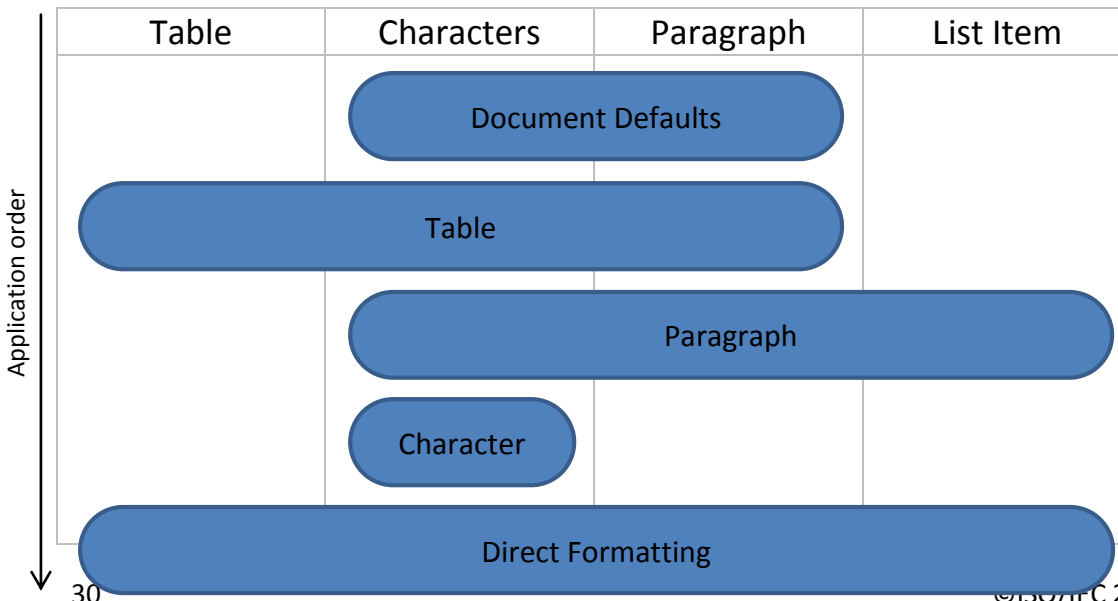 Table Characters Paragraph List Item
Document Defaults
Table
Paragraph
Character
Direct Formatting
Application order
30